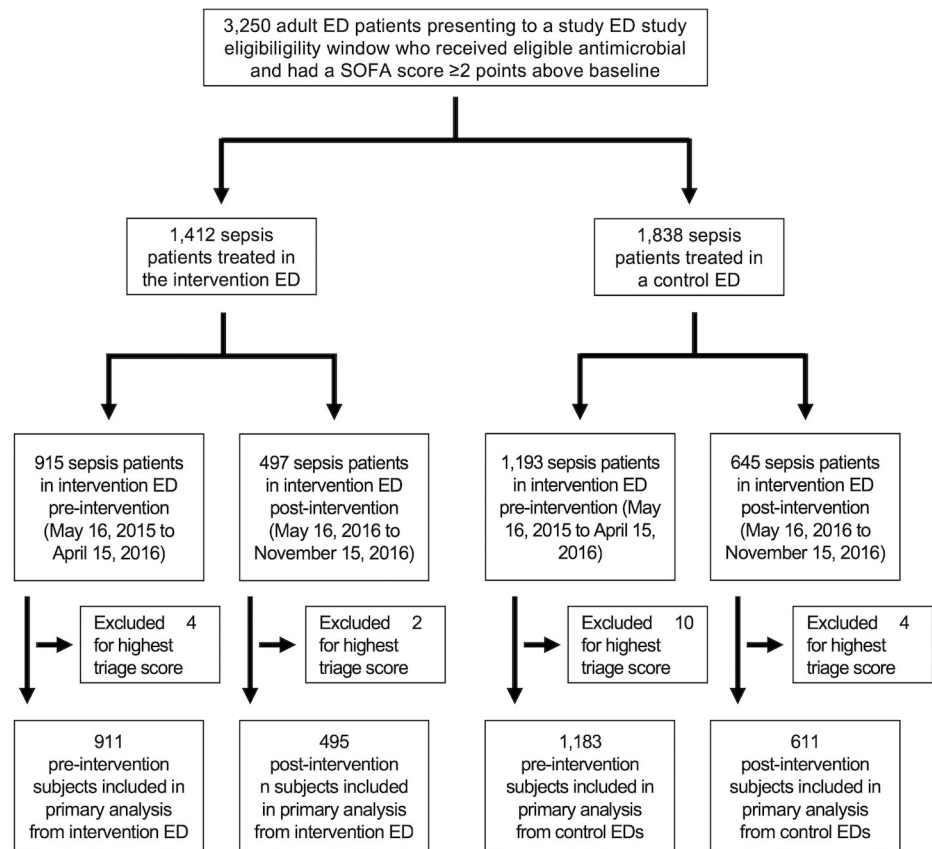 3,250 adult ED patients presenting to a study ED study
eligibiligility window who received eligible antimicrobial
and had a SOFA score ≥2 points above baseline
1,412 sepsis
patients treated in
the intervention ED
1,838 sepsis
patients treated in
a control ED
915 sepsis patients
in intervention ED
pre-intervention
(May 16, 2015 to
April 15, 2016)
497 sepsis patients
in intervention ED
post-intervention
(May 16, 2016 to
November 15, 2016)
1,193 sepsis patients
in intervention ED
pre-intervention (May
16, 2015 to April 15,
2016)
645 sepsis patients
in intervention ED
post-intervention
(May 16, 2016 to
November 15, 2016)
Excluded 4
for highest
triage score
Excluded 2
for highest
triage score
Excluded 10
for highest
triage score
Excluded 4
for highest
triage score
911
pre-intervention
subjects included in
primary analysis
from intervention ED
495
post-intervention
n subjects included
in primary analysis
from intervention ED
1,183
pre-intervention
subjects included in
primary analysis
from control EDs
611
post-intervention
subjects included in
primary analysis
from control EDs